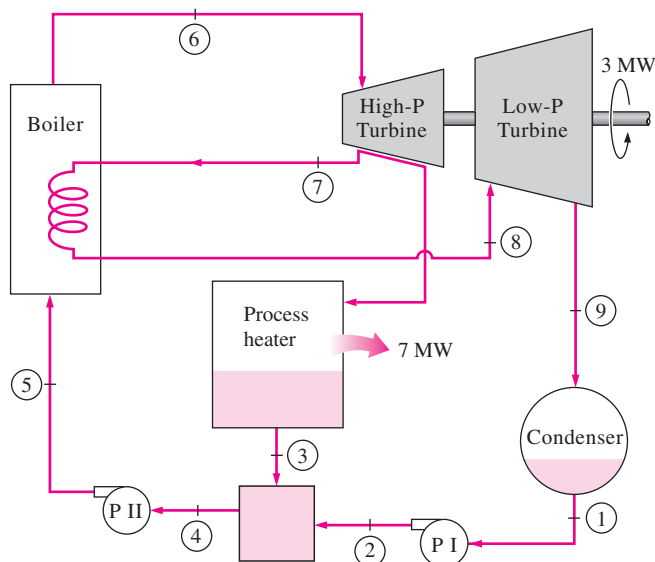 6
3 MW
Boiler
High-P
Turbine
Low-P
Turbine
7
8
Process
heater
7 MW
9
5
Condenser
3
1
P II
4
2
P I